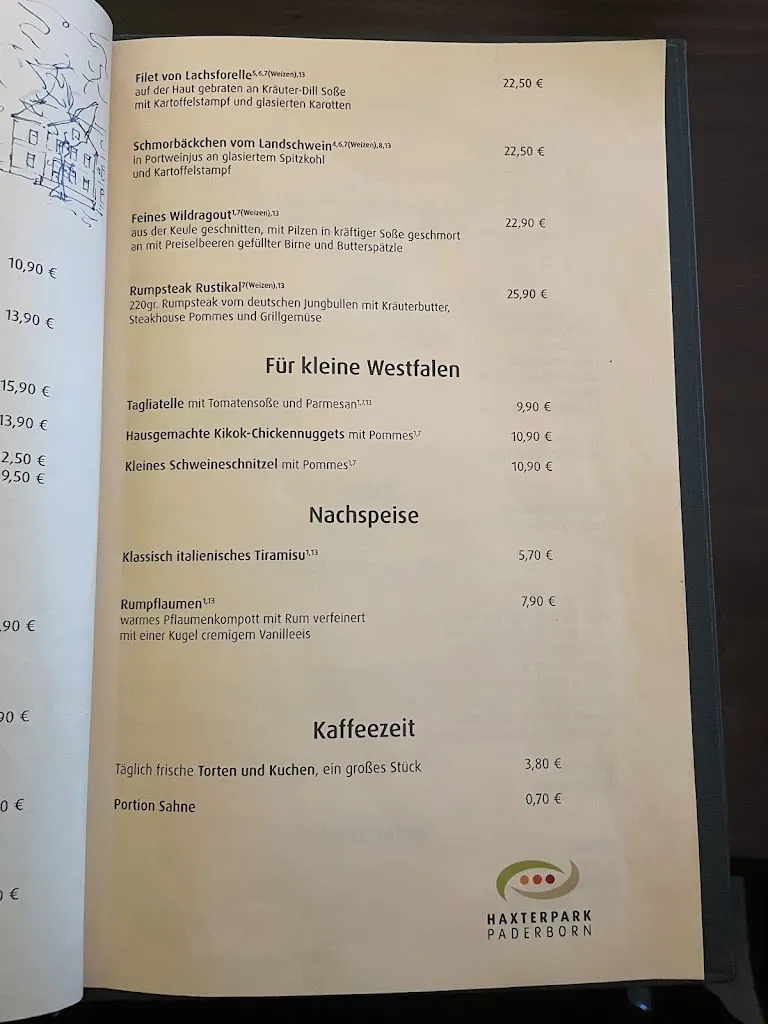 10,90 €
13,90 €
15,90 €
13,90 €
2,50 €
9,50 €
,90 €
90 €
0 €
€
Filet von Lachsforelle5,6,7(Weizen),13 22,50 €
auf der Haut gebraten an Kräuter-Dill Soße
mit Kartoffelstampf und glasierten Karotten
Schmorbäckchen vom Landschwein4,6,7(Weizen),8,13 22,50 €
in Portweinjus an glasiertem Spitzkohl
und Kartoffelstampf
Feines Wildragout1,7(Weizen),13 22,90 €
aus der Keule geschnitten, mit Pilzen in kräftiger Soße geschmort
an mit Preiselbeeren gefüllter Birne und Butterspätzle
Rumpsteak Rustikal7(Weizen),13 25,90 €
220gr. Rumpsteak vom deutschen Jungbullen mit Kräuterbutter,
Steakhouse Pommes und Grillgemüse
Für kleine Westfalen
Tagliatelle mit Tomatensoße und Parmesan1,7,13 9,90 €
Hausgemachte Kikok-Chickennuggets mit Pommes1,7 10,90 €
Kleines Schweineschnitzel mit Pommes1,7 10,90 €
Nachspeise
Klassisch italienisches Tiramisu1,13 5,70 €
Rumpflaumen1,13 7,90 €
warmes Pflaumenkompott mit Rum verfeinert
mit einer Kugel cremigem Vanilleeis
Kaffeezeit
Täglich frische Torten und Kuchen, ein großes Stück 3,80 €
Portion Sahne 0,70 €
HAXTERPARK
PADERBORN